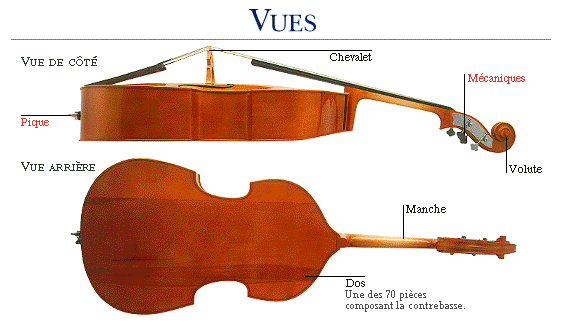 VUES
VUE DE CÔTÉ
Chevalet
Mécaniques
Pique
Volute
VUE ARRIÈRE
Manche
Dos
Une des 70 pièces
composant la contrebasse.